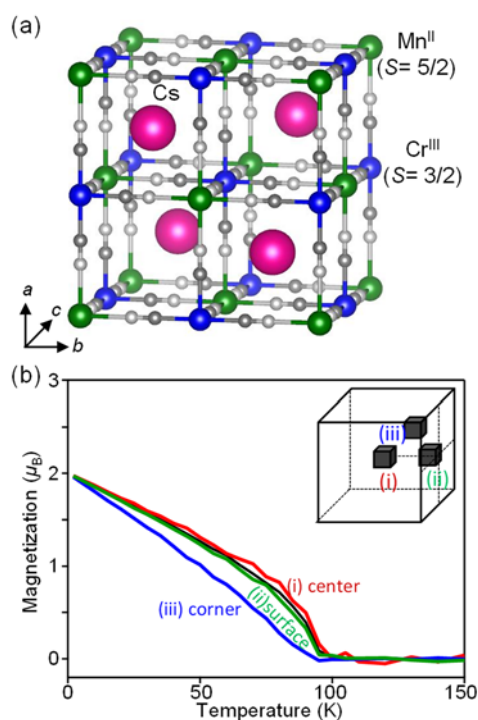 (a)
Mn^II
(S= 5/2)
Cs
Cr^III
(S= 3/2)
a
c
b
(b)
3
(iii)
(i)
(ii)
2
Magnetization (μ_B)
1
(i) center
(ii)surface
(iii) corner
0
0
50
100
150
Temperature (K)